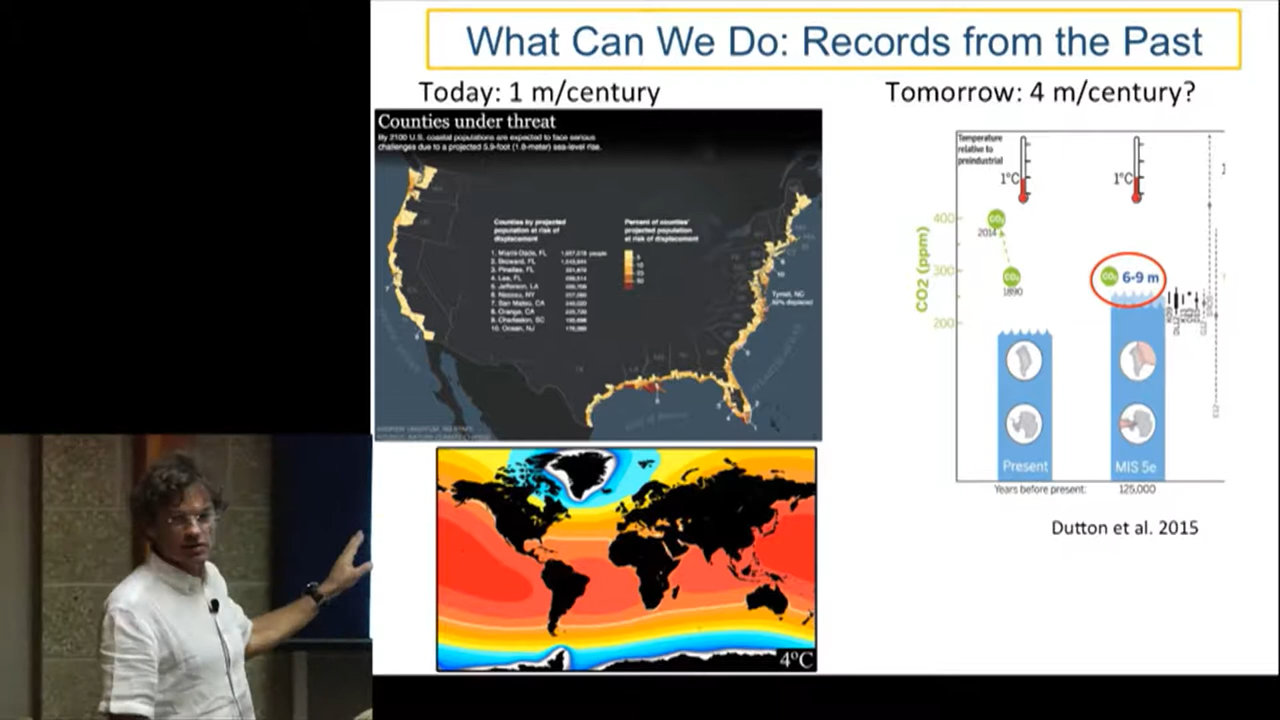 What Can We Do: Records from the Past
Today: 1 m/century
Tomorrow: 4 m/century?
Counties under threat
By 2100 U.S. coastal populations are expected to face serious
challenges due to a projected 5.9-foot (1.8-meter) sea-level rise.
Counties by projected
population at risk of
displacement
1. Miami-Dade, FL
2. Broward, FL
3. Pinellas, FL
4. Lee, FL
5. Jefferson, LA
6. Nassau, NY
7. San Mateo, CA
8. Orange, CA
9. Charleston, SC
10. Ocean, NJ
people
Percent of counties'
projected population
at risk of displacement
Tyrrell, NC
displaced
4°C
Temperature
relative to
preindustrial
1°C
1°C
CO2 (ppm)
400
300
200
CO₂
2014
CO₂
1890
CO₂ 6-9 m
Present
MIS 5e
Years before present:
125,000
Dutton et al. 2015